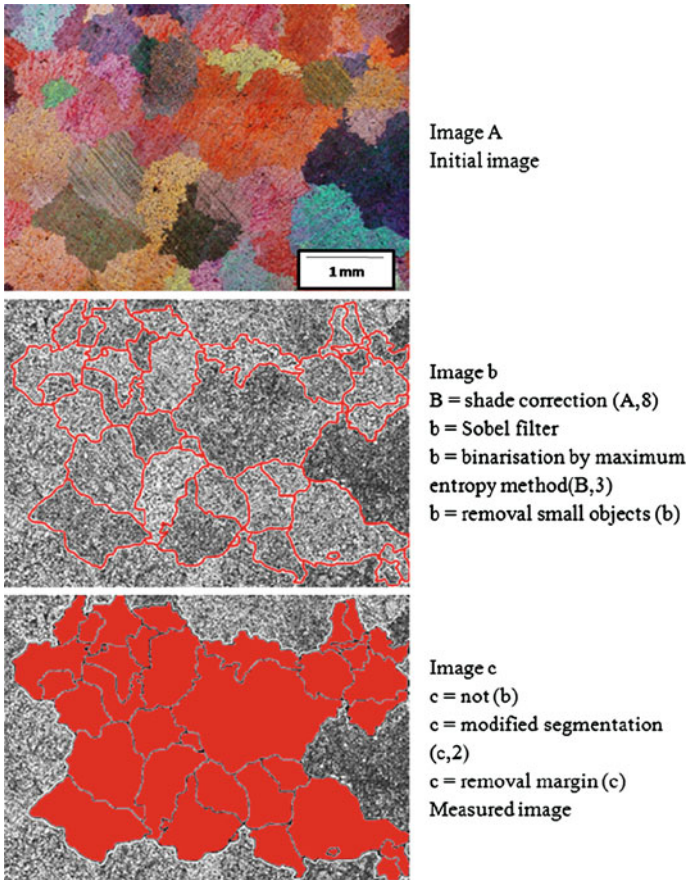 Image A
Initial image
1 mm
Image b
B = shade correction (A,8)
b = Sobel filter
b = binarisation by maximum
entropy method(B,3)
b = removal small objects (b)
Image c
c = not (b)
c = modified segmentation
(c,2)
c = removal margin (c)
Measured image